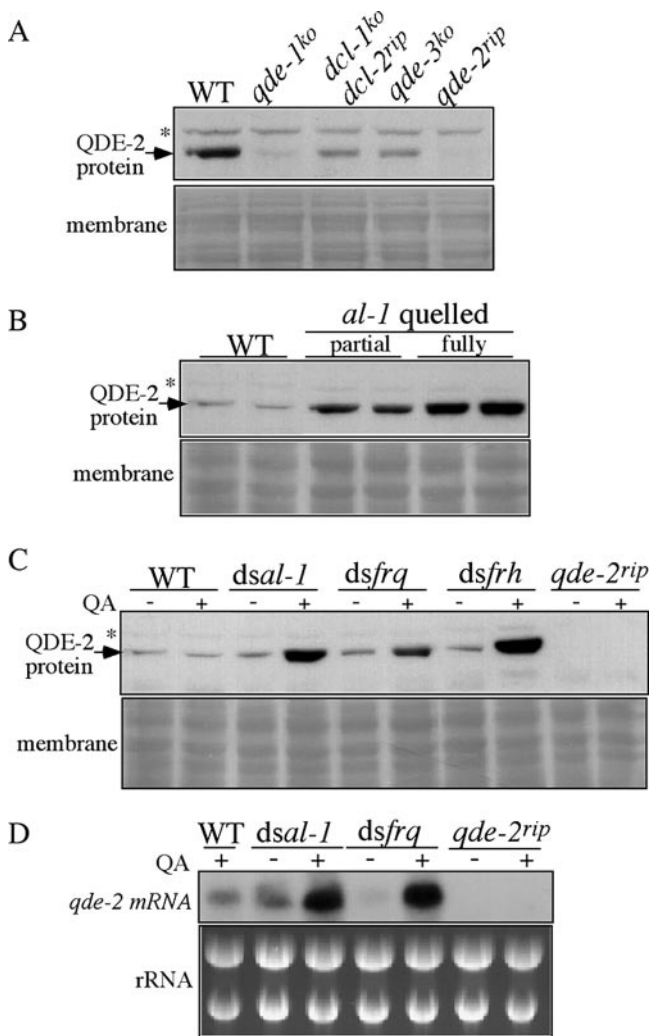 A
WT qde-1ko dcl-1ko dcl-2rip qde-3ko qde-2rip
*
QDE-2
protein
membrane
B
al-1 quelled
WT partial fully
*
QDE-2
protein
membrane
C
WT dsal-1 dsfrq dsfrh qde-2rip
QA - + - + - + - + - +
*
QDE-2
protein
membrane
D
WT dsal-1 dsfrq qde-2rip
QA + - + - + - +
qde-2 mRNA
rRNA